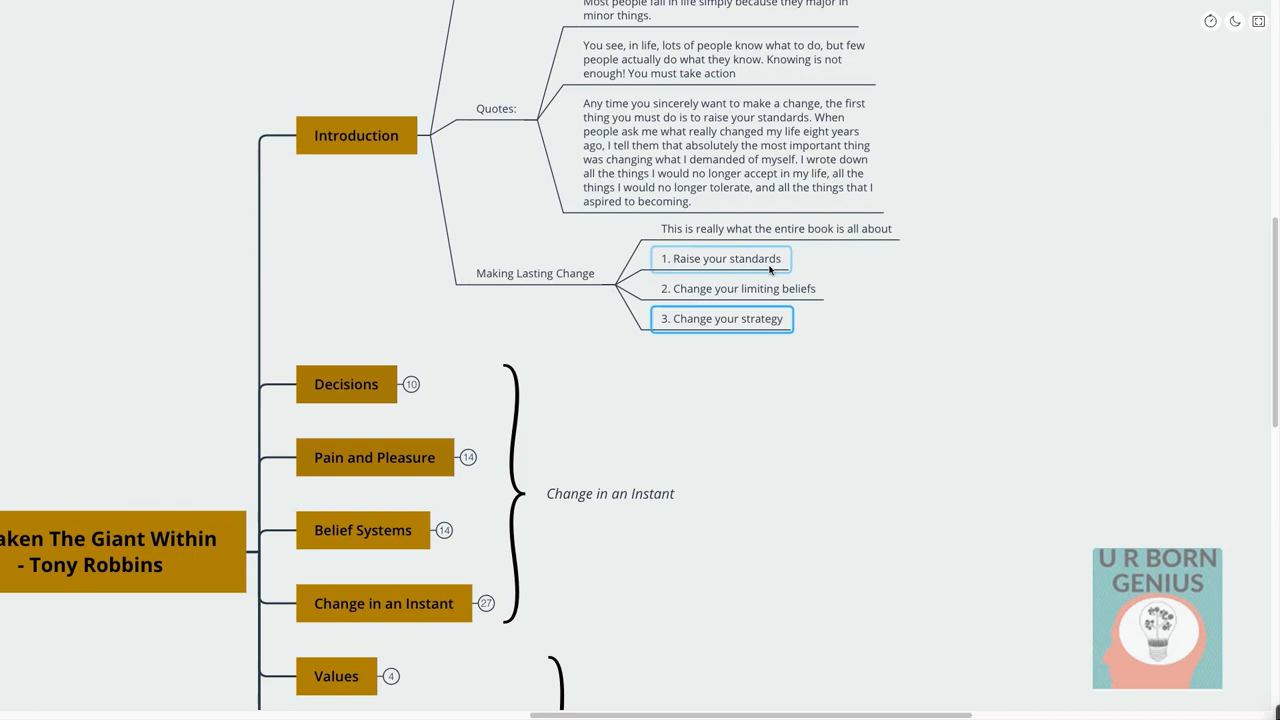 Most people fail in life simply because they major in
minor things.
You see, in life, lots of people know what to do, but few
people actually do what they know. Knowing is not
enough! You must take action
Quotes:
Any time you sincerely want to make a change, the first
thing you must do is to raise your standards. When
people ask me what really changed my life eight years
ago, I tell them that absolutely the most important thing
was changing what I demanded of myself. I wrote down
all the things I would no longer accept in my life, all the
things I would no longer tolerate, and all the things that I
aspired to becoming.
Introduction
This is really what the entire book is all about
1. Raise your standards
Making Lasting Change
2. Change your limiting beliefs
3. Change your strategy
Decisions
10
Pain and Pleasure
14
Change in an Instant
Belief Systems
14
aken The Giant Within
- Tony Robbins
Change in an Instant
27
Values
4
U R BORN
GENIUS